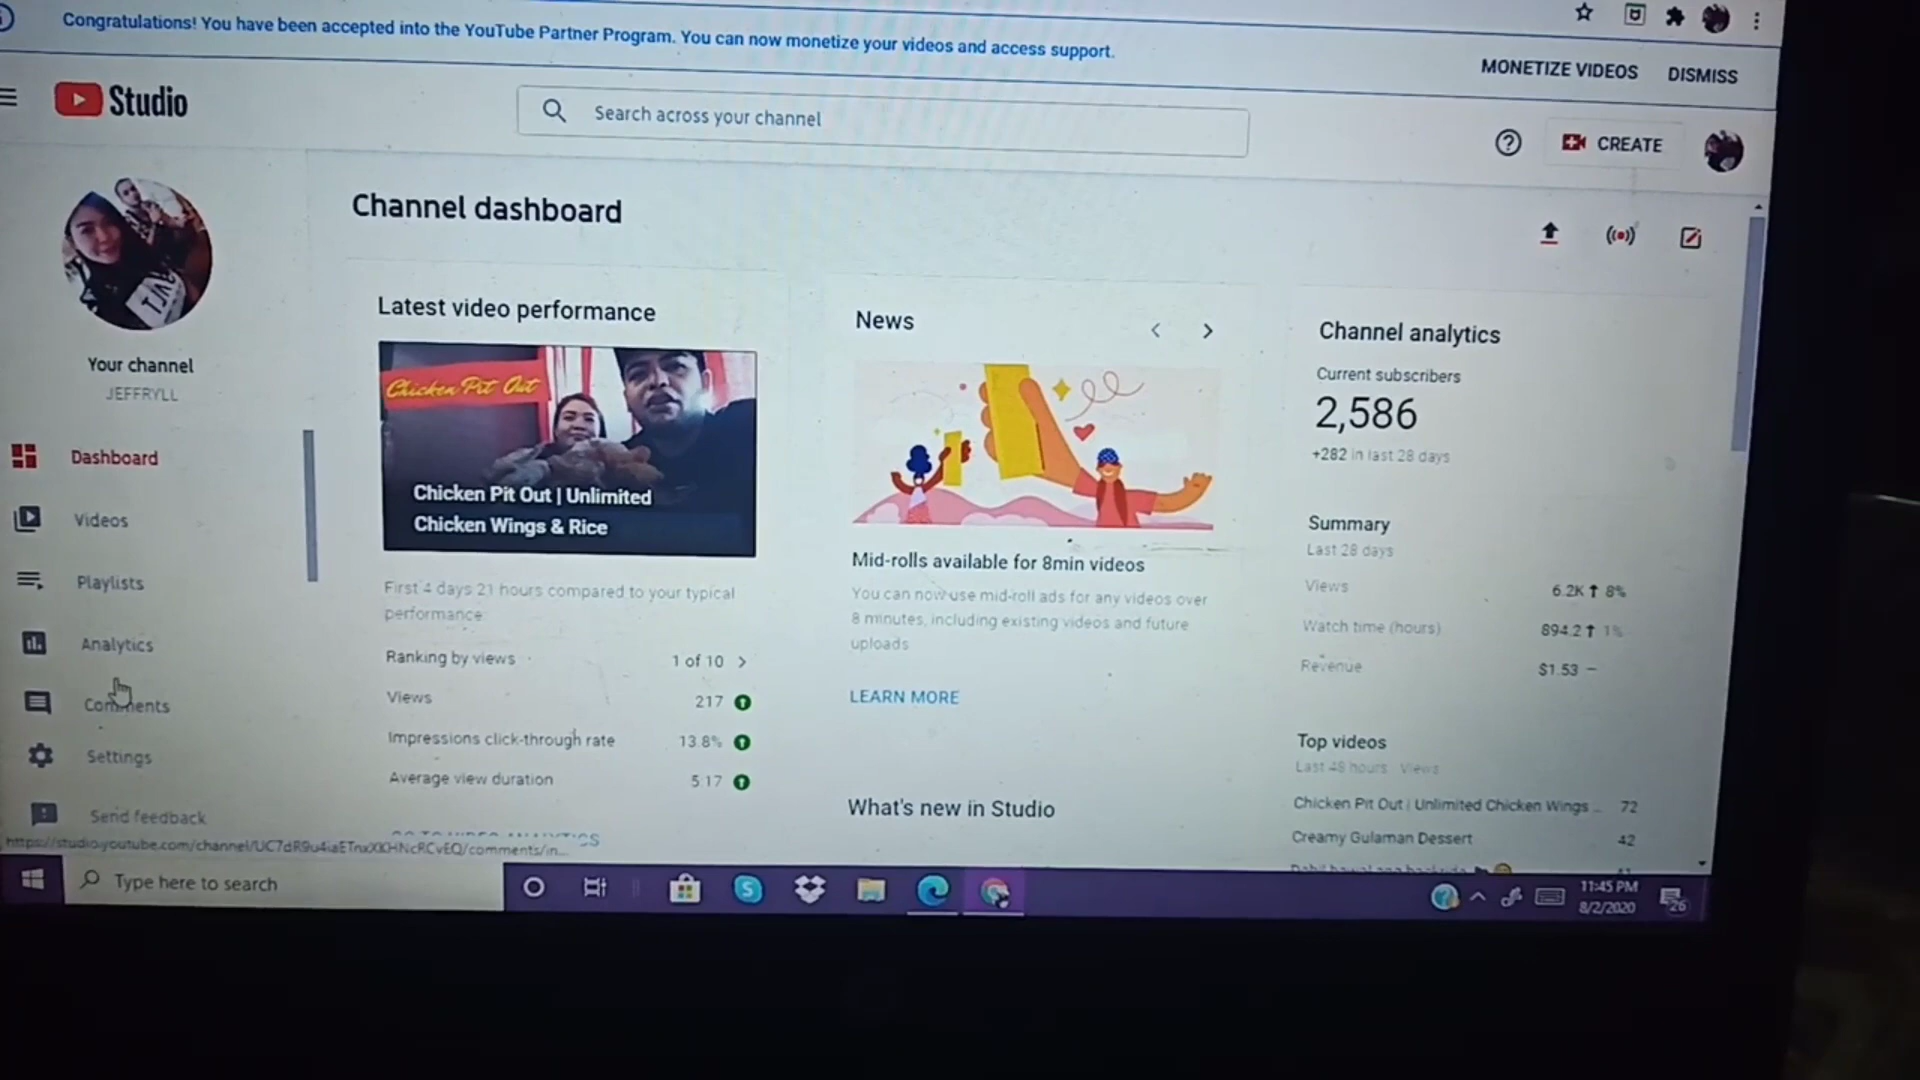 Congratulations! You have been accepted into the YouTube Partner Program. You can now monetize your videos and access support.
MONETIZE VIDEOS DISMISS
Studio
Search across your channel
CREATE
Your channel
JEFFRYLL
Dashboard
Videos
Playlists
Analytics
Comments
Settings
Send feedback
Channel dashboard
Latest video performance
Chicken Pit Out
Chicken Pit Out | Unlimited
Chicken Wings & Rice
First 4 days 21 hours compared to your typical
performance:
Ranking by views 1 of 10
Views 217
Impressions click-through rate 13.8%
Average view duration 5:17
News
Mid-rolls available for 8min videos
You can now use mid-roll ads for any videos over
8 minutes, including existing videos and future
uploads
LEARN MORE
What's new in Studio
Channel analytics
Current subscribers
2,586
+282 in last 28 days
Summary
Last 28 days
Views 6.2K 8%
Watch time (hours) 894.2 1%
Revenue $1.53 –
Top videos
Last 48 hours · Views
Chicken Pit Out | Unlimited Chicken Wings ... 72
Creamy Gulaman Dessert 42
Type here to search
11:45 PM
8/2/2020
26